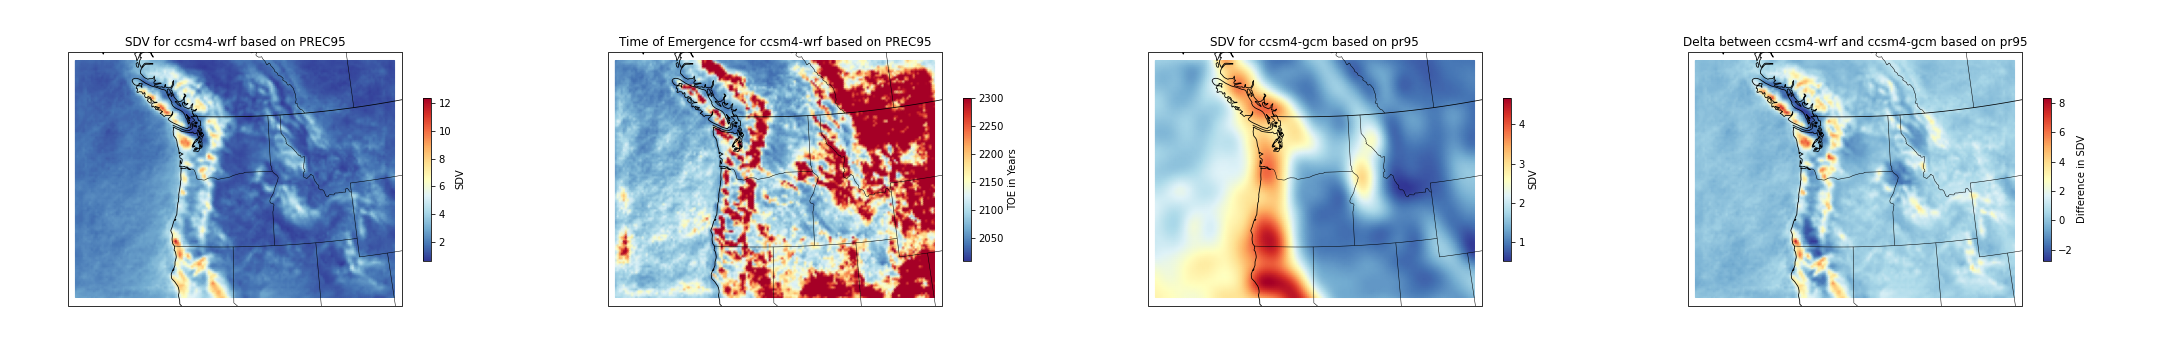 SDV for ccsm4-wrf based on PREC95
12
10
8
6
4
2
SDV
Time of Emergence for ccsm4-wrf based on PREC95
2300
2250
2200
2150
2100
2050
TOE in Years
SDV for ccsm4-gcm based on pr95
4
3
2
1
SDV
Delta between ccsm4-wrf and ccsm4-gcm based on pr95
8
6
4
2
0
−2
Difference in SDV